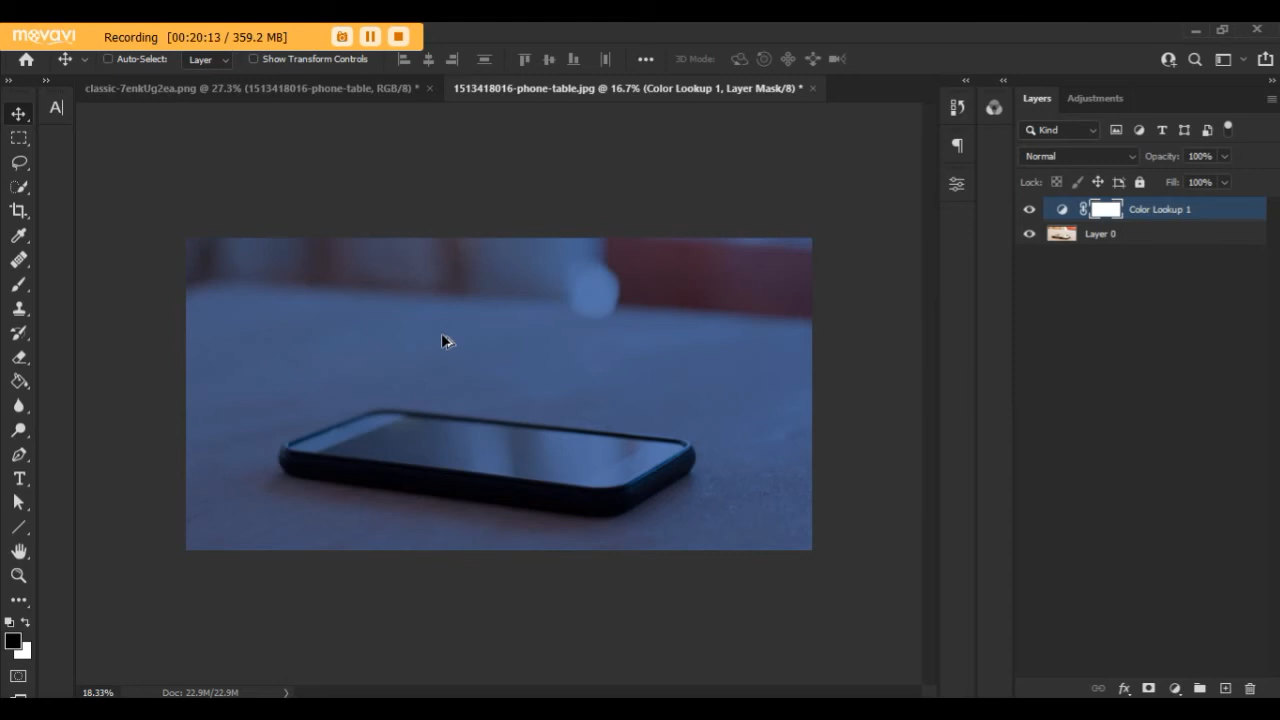 movavi
Recording [00:20:13 / 359.2 MB]
Auto-Select: Layer Show Transform Controls 3D Mode:
classic-7enkUg2ea.png @ 27.3% (1513418016-phone-table, RGB/8) * 1513418016-phone-table.jpg @ 16.7% (Color Lookup 1, Layer Mask/8) *
Layers Adjustments
Kind
Normal Opacity: 100%
Lock: Fill: 100%
Color Lookup 1
Layer 0
18.33% Doc: 22.9M/22.9M